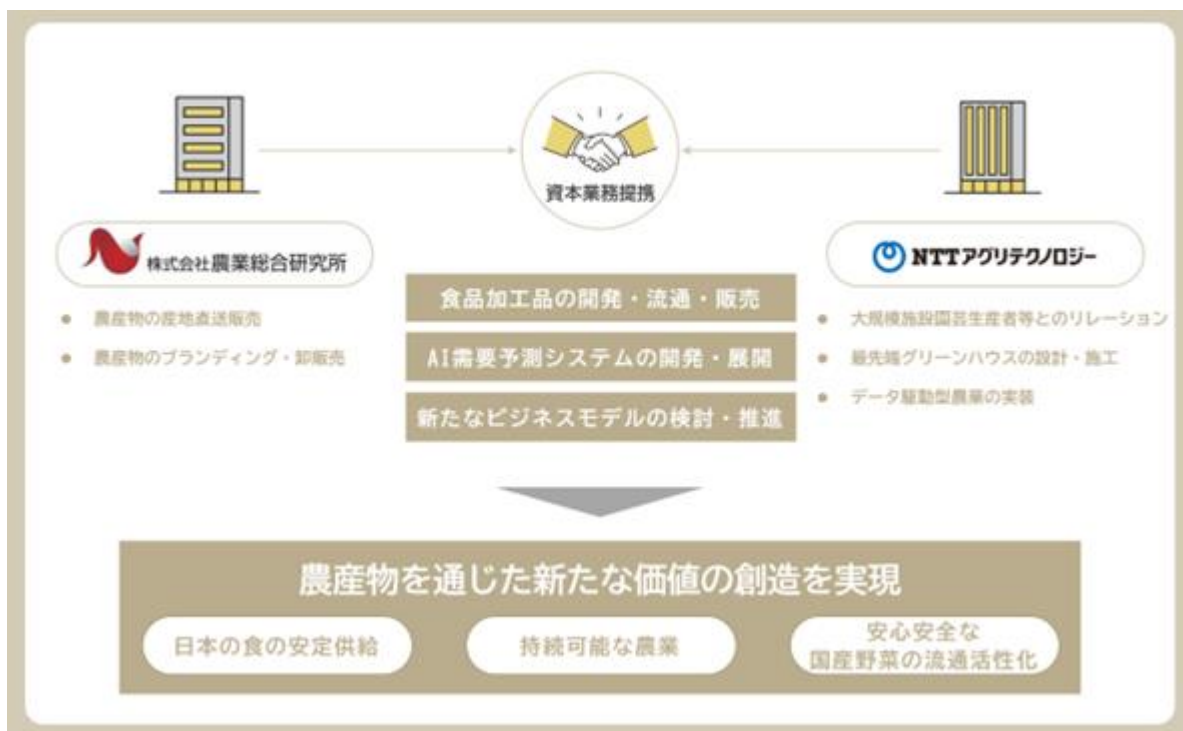 資本業務提携
株式会社農業総合研究所
NTTアグリテクノロジー
● 農産物の産地直送販売
● 農産物のブランディング・卸販売
食品加工品の開発・流通・販売
AI需要予測システムの開発・展開
新たなビジネスモデルの検討・推進
● 大規模施設園芸生産者等とのリレーション
● 最先端グリーンハウスの設計・施工
● データ駆動型農業の実装
農産物を通じた新たな価値の創造を実現
日本の食の安定供給
持続可能な農業
安心安全な
国産野菜の流通活性化